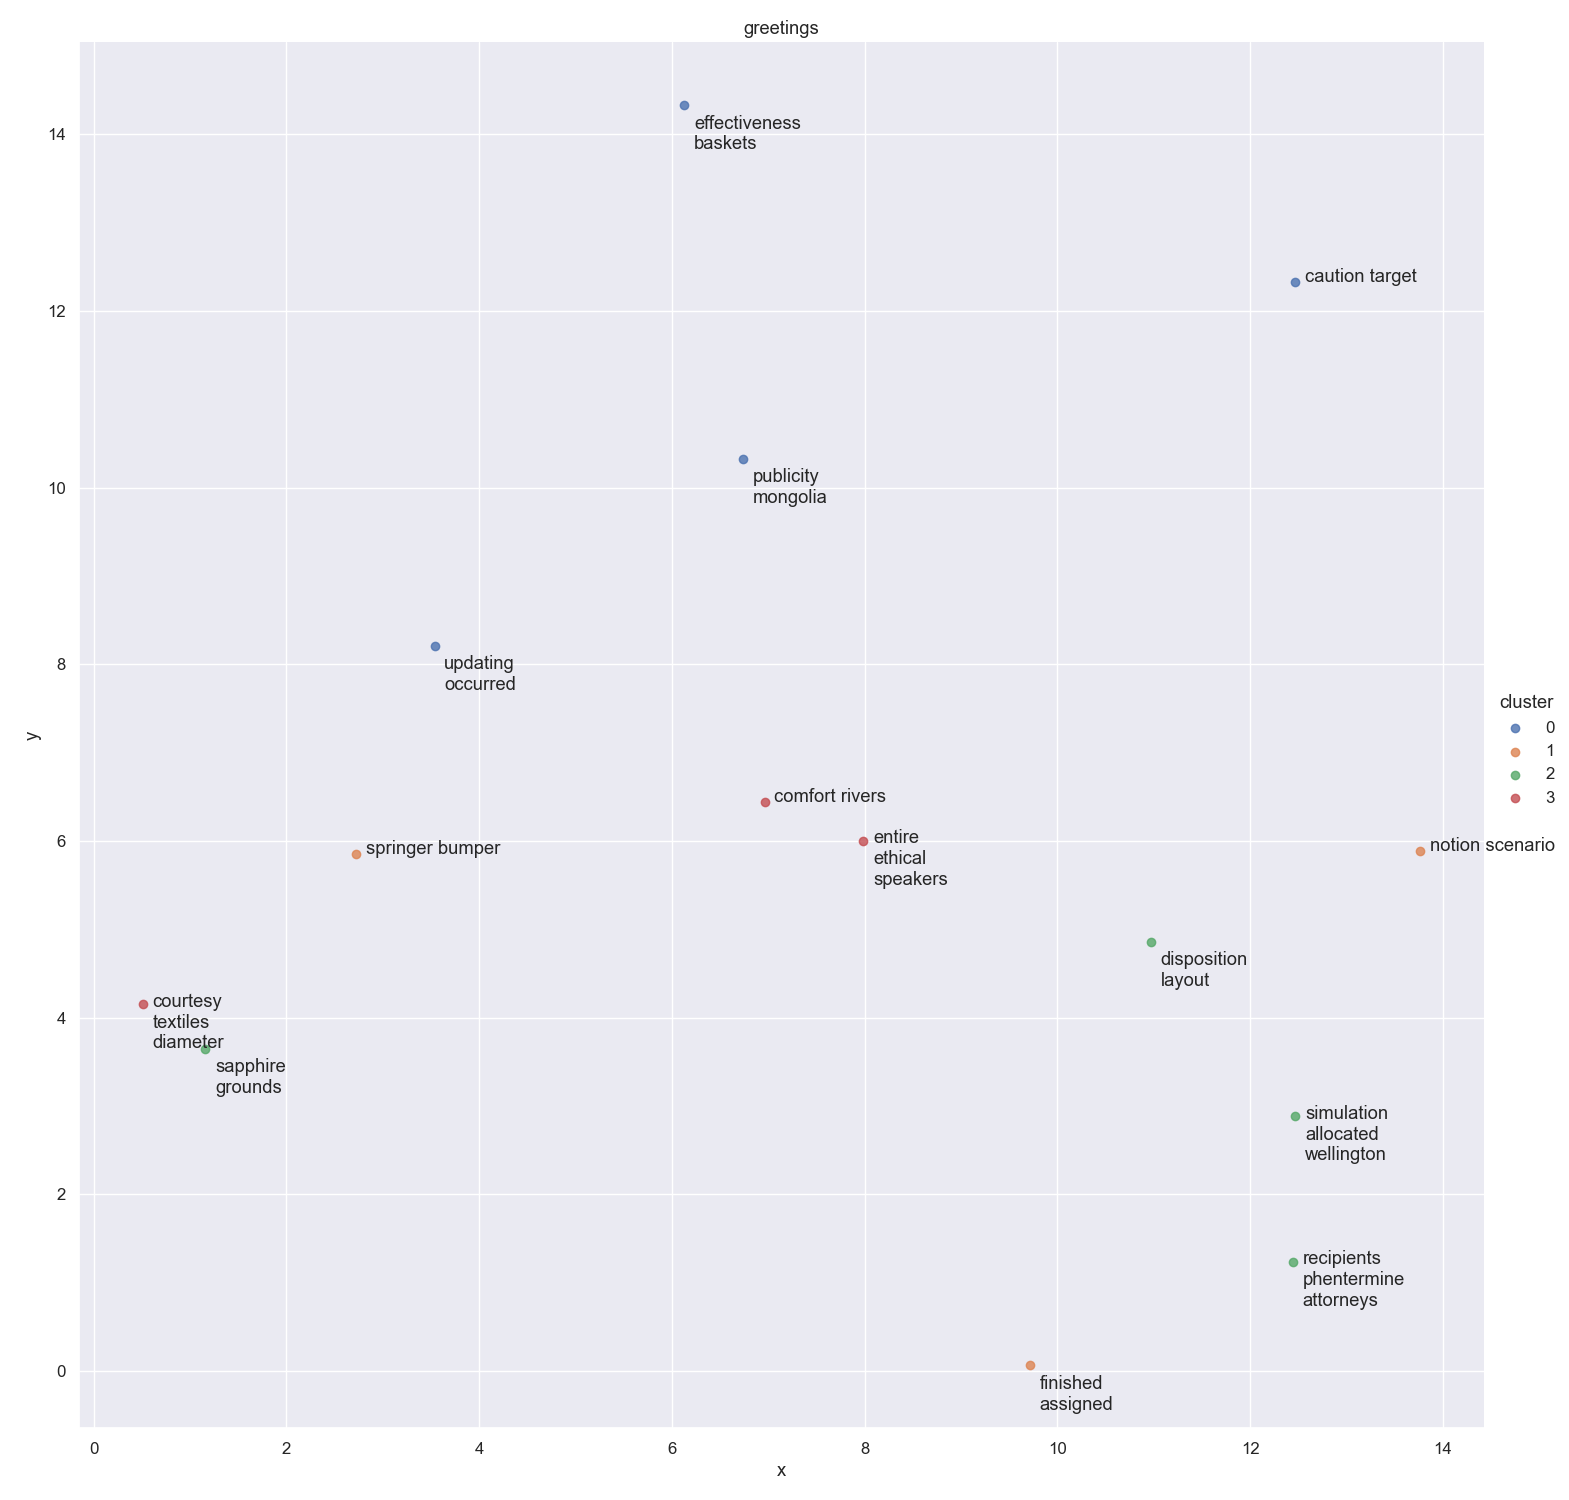 greetings
14
12
10
8
6
4
2
0
y
effectiveness
baskets
caution target
publicity
mongolia
updating
occurred
comfort rivers
springer bumper
entire
ethical
speakers
notion scenario
disposition
layout
courtesy
textiles
diameter
sapphire
grounds
simulation
allocated
wellington
recipients
phentermine
attorneys
finished
assigned
cluster
0
1
2
3
0
2
4
6
8
10
12
14
x